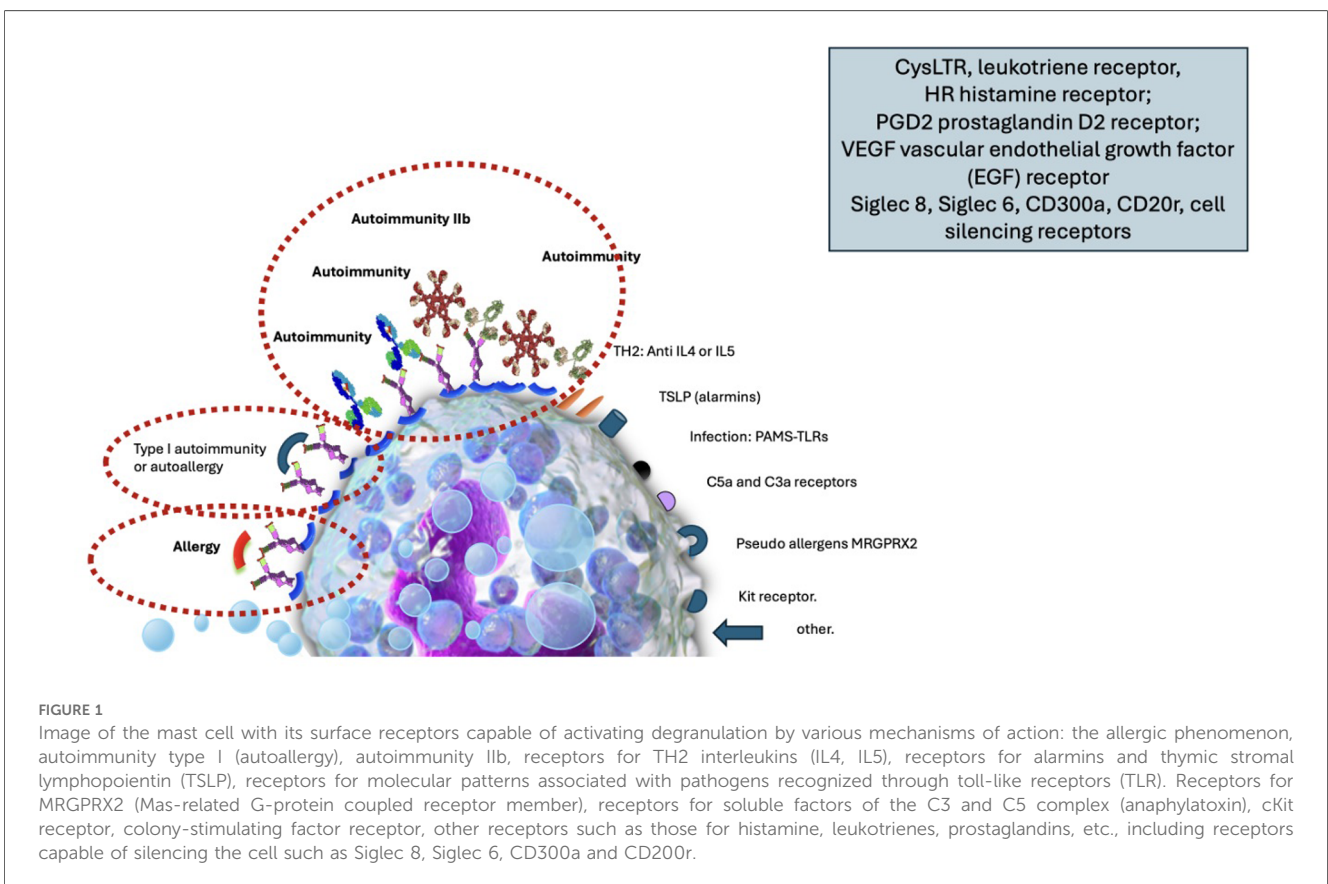 CysLTR, leukotriene receptor,
HR histamine receptor;
PGD2 prostaglandin D2 receptor;
VEGF vascular endothelial growth factor
(EGF) receptor
Siglec 8, Siglec 6, CD300a, CD20r, cell
silencing receptors
Autoimmunity IIb
Autoimmunity
Autoimmunity
Autoimmunity
TH2: Anti IL4 or IL5
TSLP (alarmins)
Infection: PAMS-TLRs
Type I autoimmunity
or autoallergy
C5a and C3a receptors
Allergy
Pseudo allergens MRGPRX2
Kit receptor.
other.
FIGURE 1
Image of the mast cell with its surface receptors capable of activating degranulation by various mechanisms of action: the allergic phenomenon,
autoimmunity type I (autoallergy), autoimmunity IIb, receptors for TH2 interleukins (IL4, IL5), receptors for alarmins and thymic stromal
lymphopoientin (TSLP), receptors for molecular patterns associated with pathogens recognized through toll-like receptors (TLR). Receptors for
MRGPRX2 (Mas-related G-protein coupled receptor member), receptors for soluble factors of the C3 and C5 complex (anaphylatoxin), cKit
receptor, colony-stimulating factor receptor, other receptors such as those for histamine, leukotrienes, prostaglandins, etc., including receptors
capable of silencing the cell such as Siglec 8, Siglec 6, CD300a and CD200r.